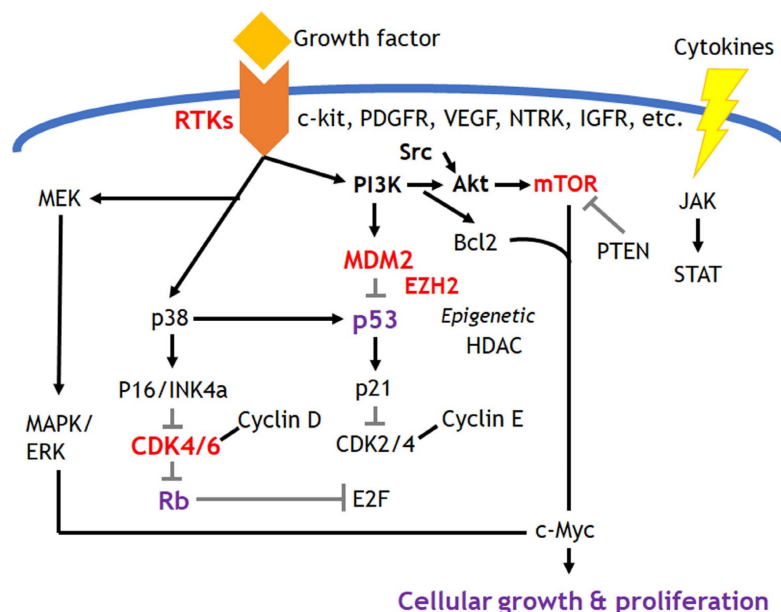 Growth factor
Cytokines
RTKs
c-kit, PDGFR, VEGF, NTRK, IGFR, etc.
Src
MEK
PI3K
Akt
mTOR
JAK
Bcl2
PTEN
MDM2
STAT
EZH2
p38
p53
Epigenetic
HDAC
P16/INK4a
p21
MAPK/
ERK
Cyclin D
Cyclin E
CDK4/6
CDK2/4
Rb
E2F
c-Myc
Cellular growth & proliferation